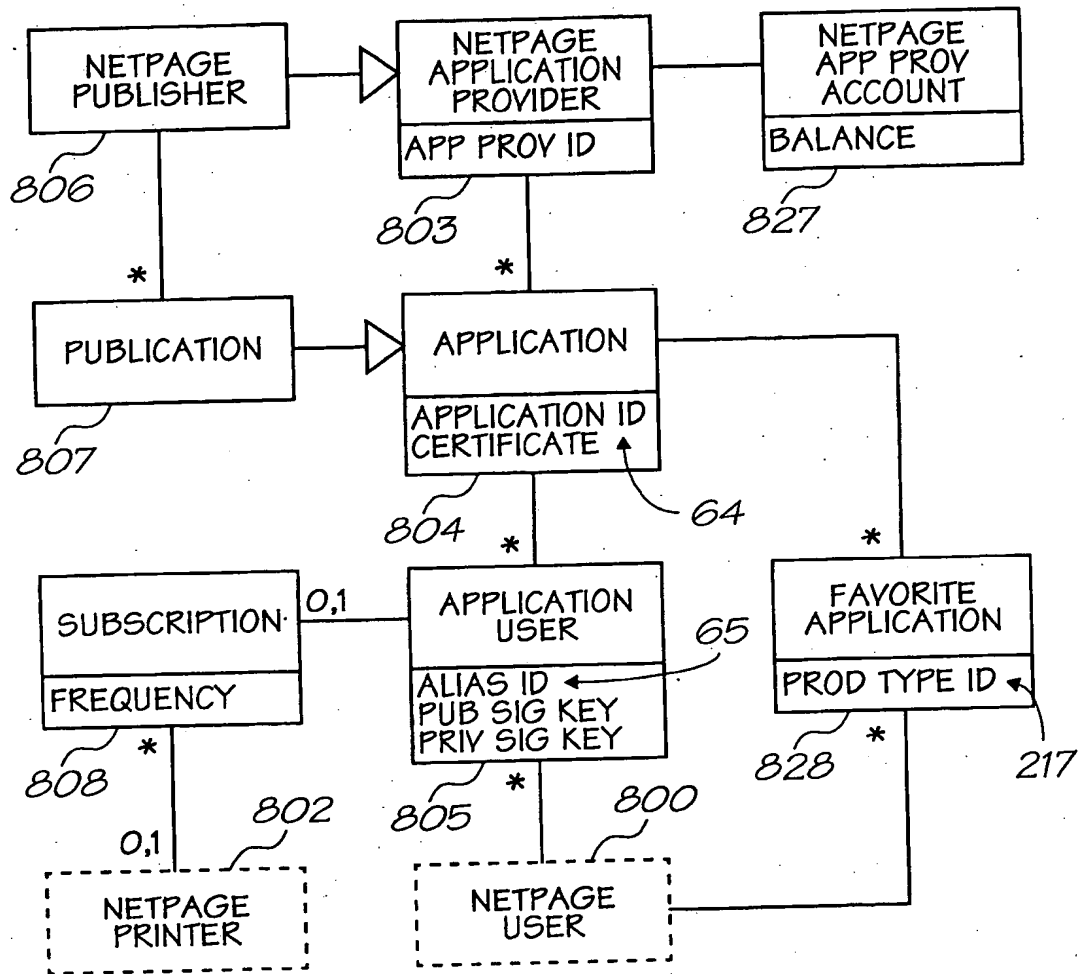 NETPAGE
PUBLISHER
806
NETPAGE
APPLICATION
PROVIDER
APP PROV ID
803
NETPAGE
APP PROV
ACCOUNT
BALANCE
827
*
*
PUBLICATION
807
APPLICATION
APPLICATION ID
CERTIFICATE
804
64
*
*
SUBSCRIPTION
FREQUENCY
808
0,1
APPLICATION
USER
ALIAS ID
PUB SIG KEY
PRIV SIG KEY
805
65
FAVORITE
APPLICATION
PROD TYPE ID
828
217
*
*
*
0,1
802
NETPAGE
PRINTER
800
NETPAGE
USER